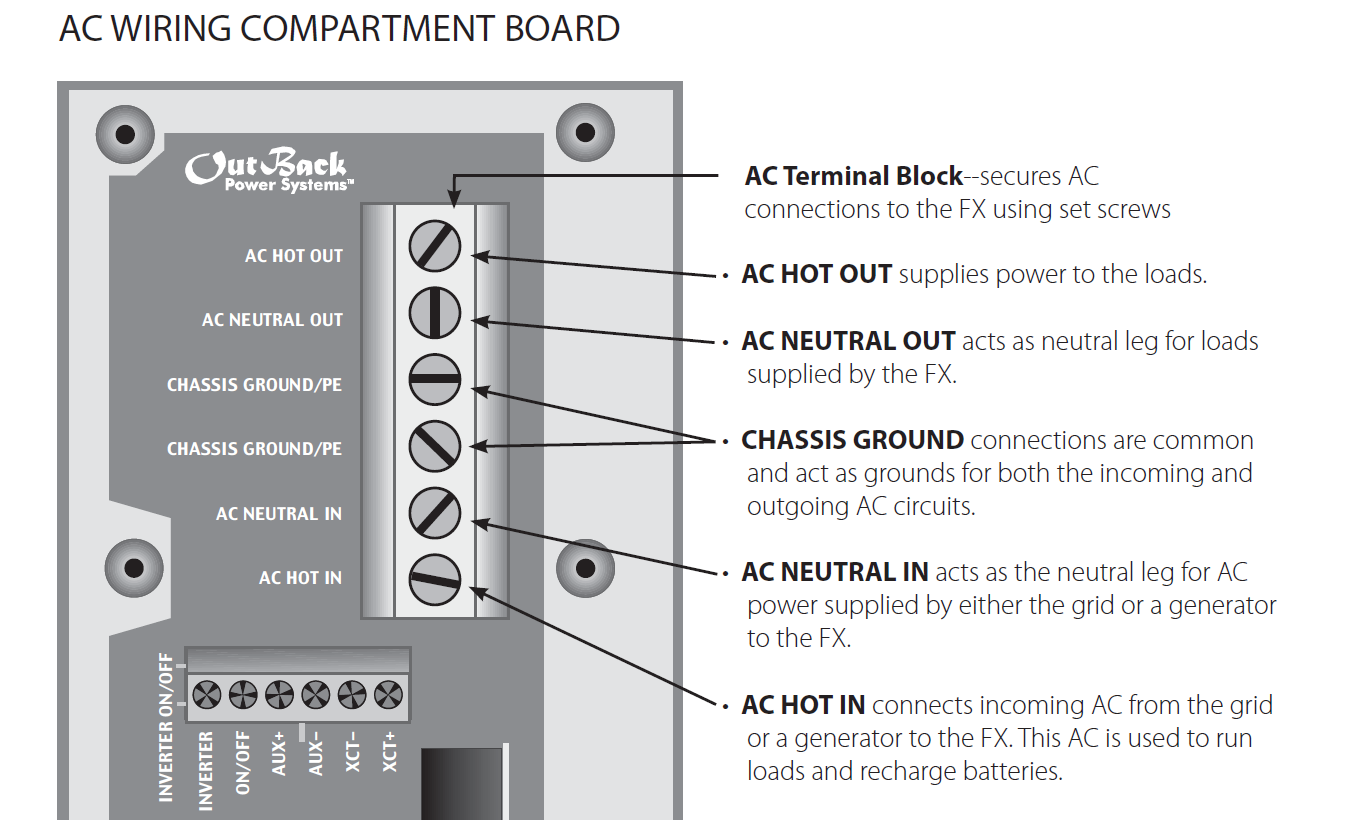 AC WIRING COMPARTMENT BOARD
OutBack
Power Systems™
AC HOT OUT
AC NEUTRAL OUT
CHASSIS GROUND/PE
CHASSIS GROUND/PE
AC NEUTRAL IN
AC HOT IN
INVERTER ON/OFF
INVERTER
ON/OFF
AUX+
AUX–
XCT–
XCT+
AC Terminal Block--secures AC
connections to the FX using set screws
• AC HOT OUT supplies power to the loads.
• AC NEUTRAL OUT acts as neutral leg for loads
supplied by the FX.
• CHASSIS GROUND connections are common
and act as grounds for both the incoming and
outgoing AC circuits.
• AC NEUTRAL IN acts as the neutral leg for AC
power supplied by either the grid or a generator
to the FX.
• AC HOT IN connects incoming AC from the grid
or a generator to the FX. This AC is used to run
loads and recharge batteries.